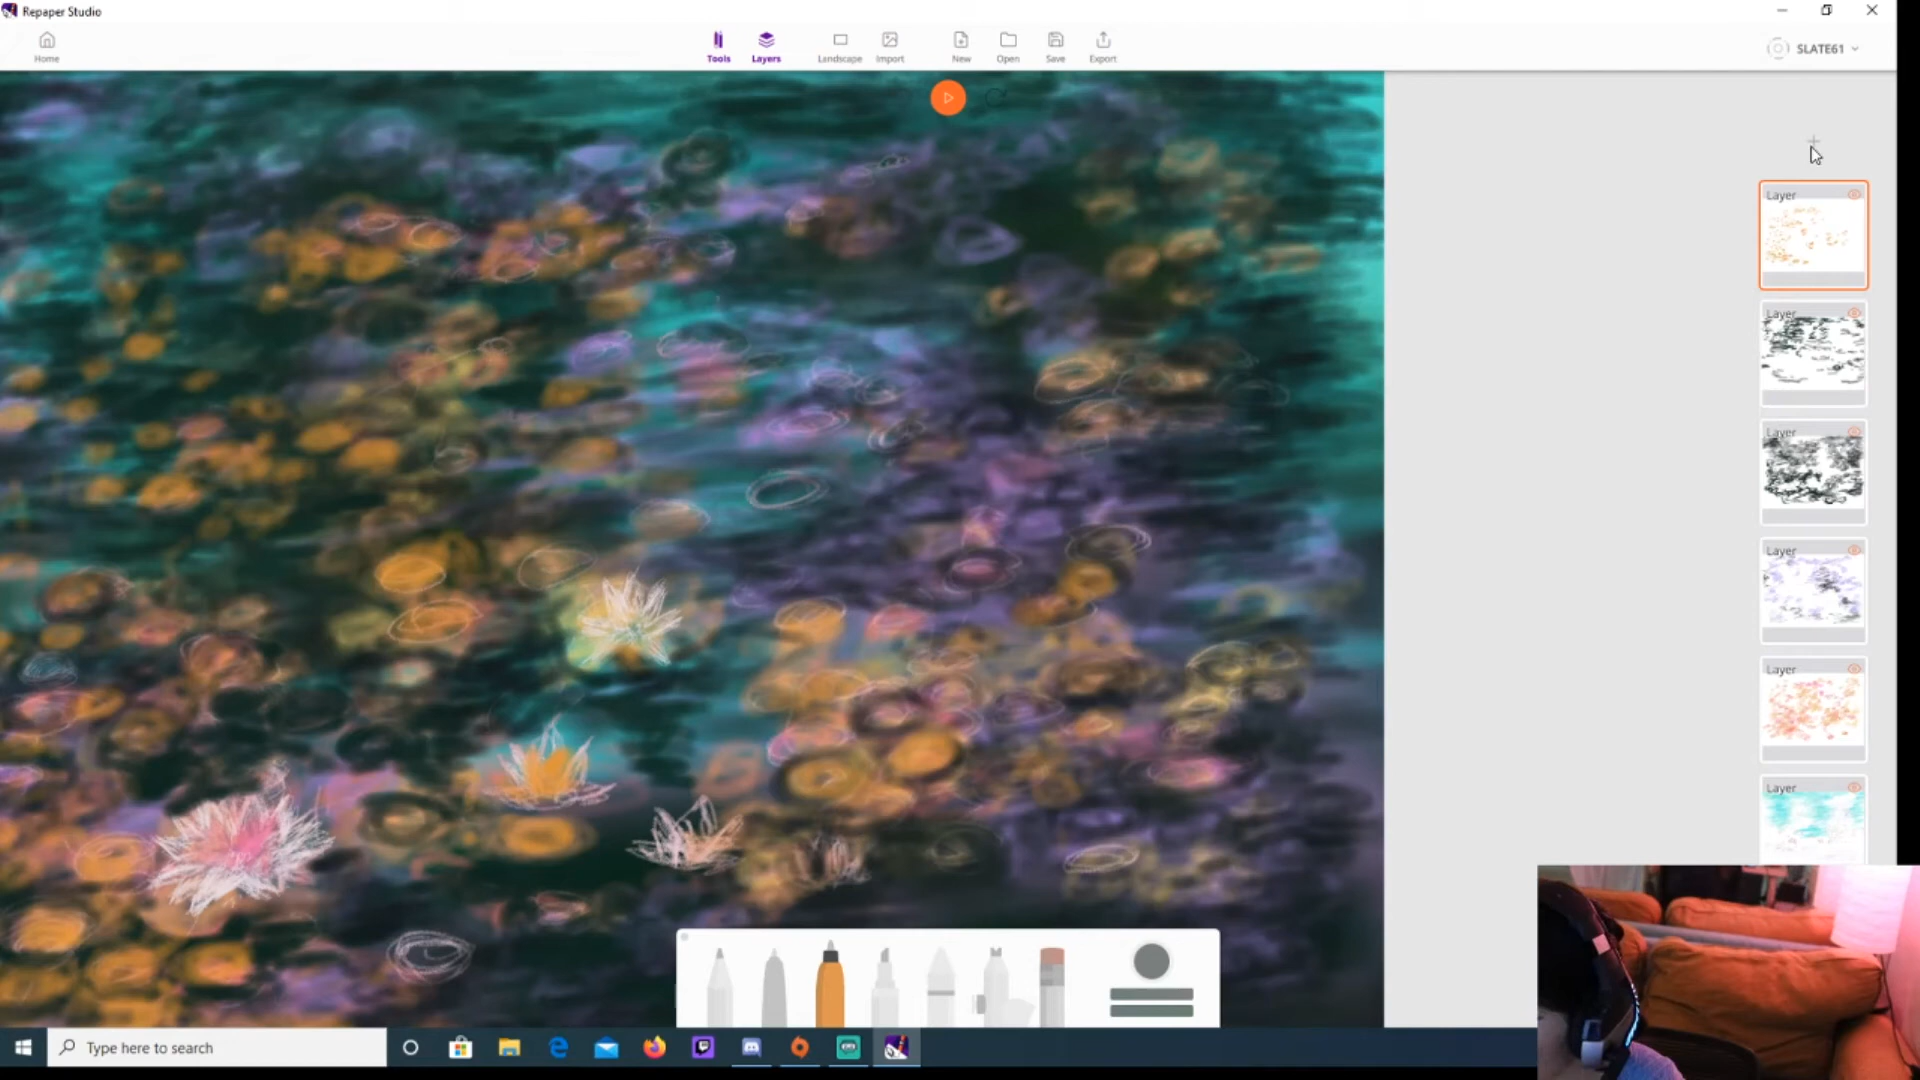 Repaper Studio
Home
Tools
Layers
Landscape
Import
New
Open
Save
Export
SLATE61
Layer
Layer
Layer
Layer
Layer
Layer
Type here to search